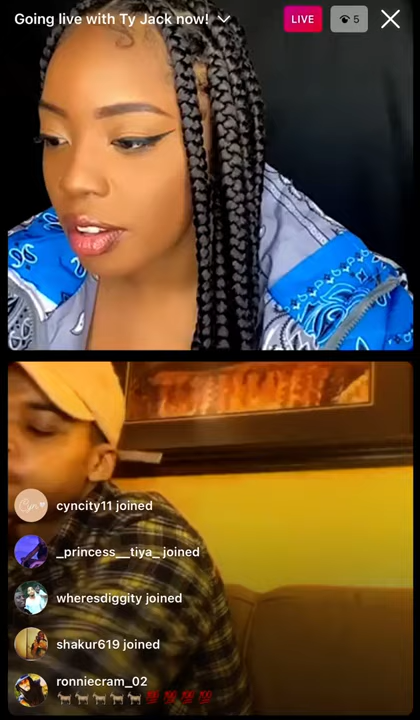 Going live with Ty Jack now!
LIVE
5
cyncity11 joined
_princess__tiya_ joined
wheresdiggity joined
shakur619 joined
ronniecram_02
🐐🐐🐐🐐🐐💯💯💯💯